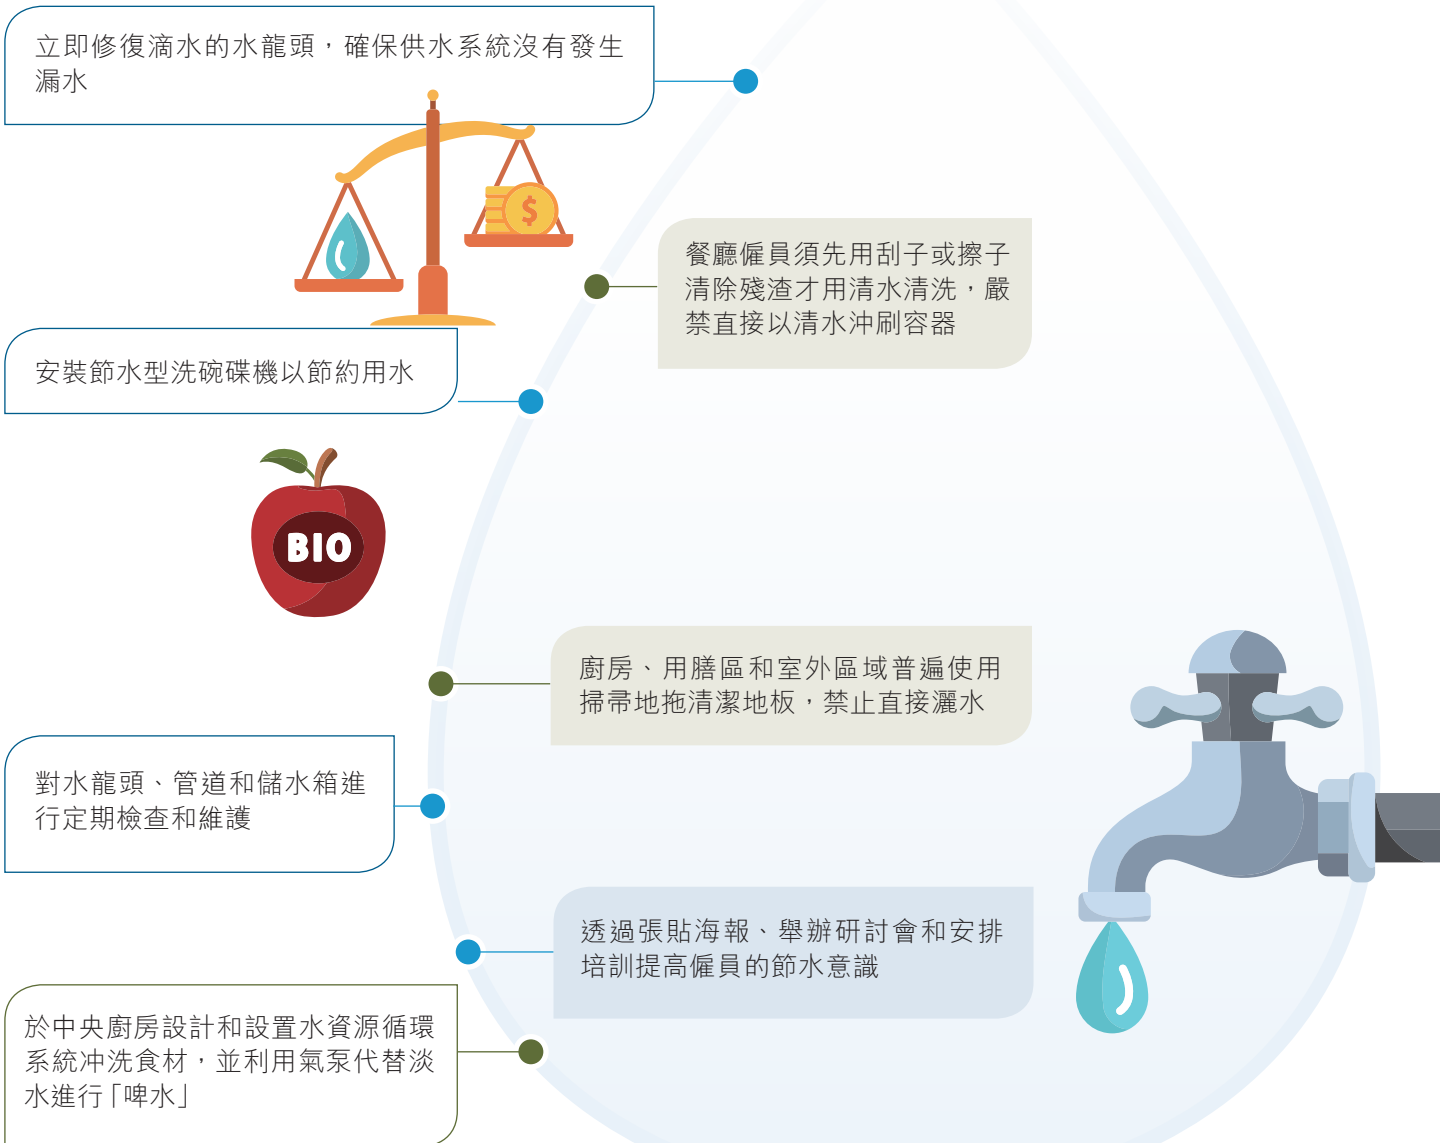 立即修復滴水的水龍頭，確保供水系統沒有發生
漏水
$
餐廳僱員須先用刮子或擦子
清除殘渣才用清水清洗，嚴
禁直接以清水沖刷容器
安裝節水型洗碗碟機以節約用水
BIO
廚房、用膳區和室外區域普遍使用
掃帚地拖清潔地板，禁止直接灑水
對水龍頭、管道和儲水箱進
行定期檢查和維護
透過張貼海報、舉辦研討會和安排
培訓提高僱員的節水意識
於中央廚房設計和設置水資源循環
系統冲洗食材，並利用氣泵代替淡
水進行「啤水」